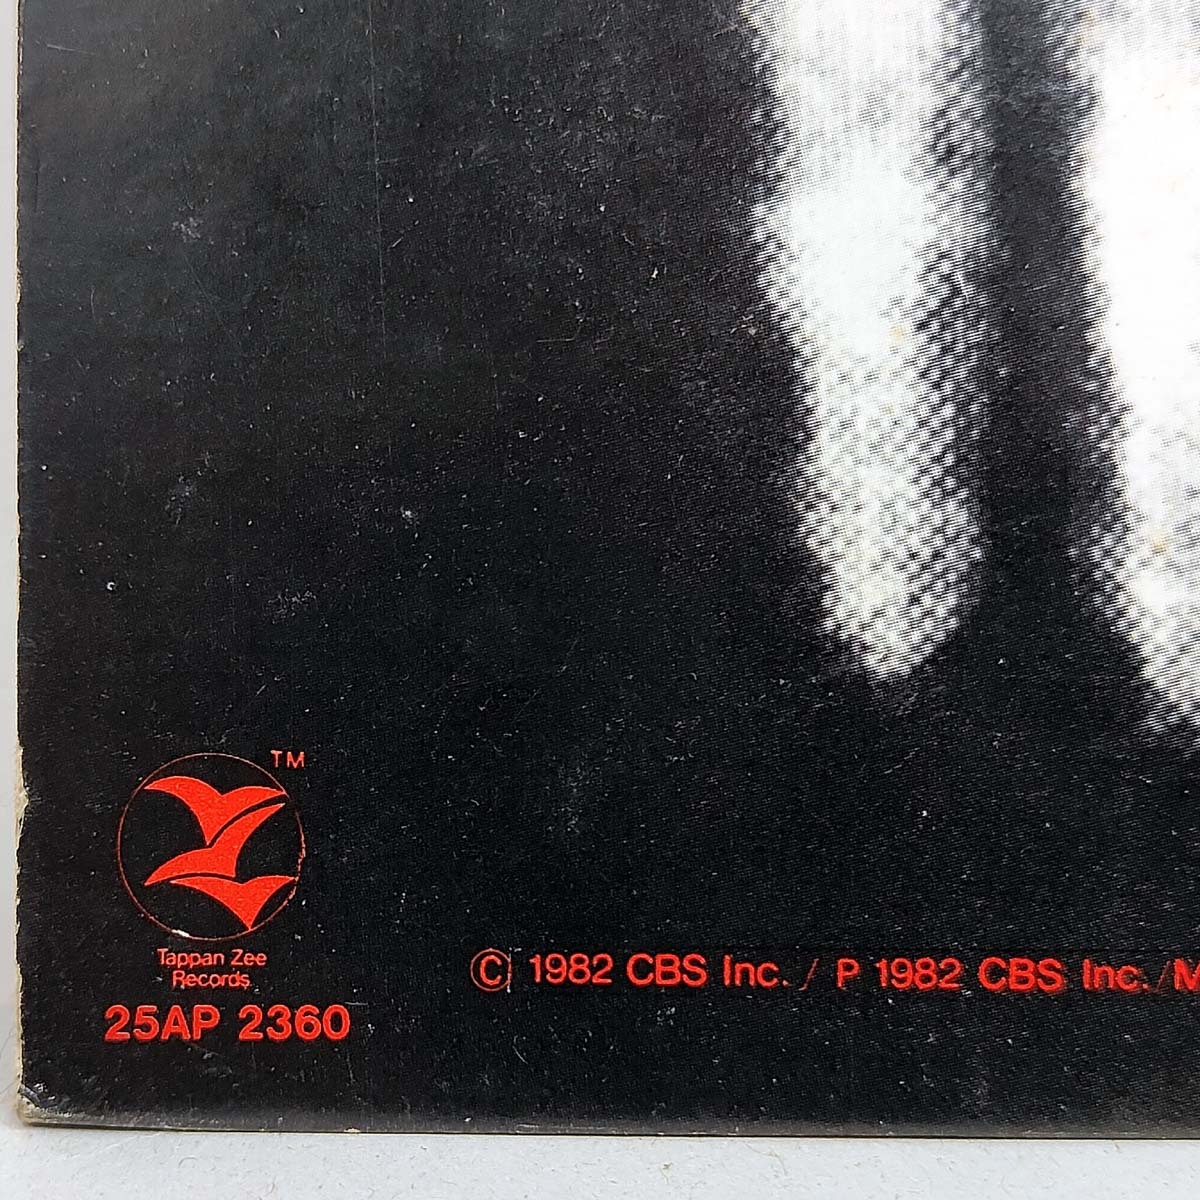 TM
Tappan Zee
Records
25AP 2360
© 1982 CBS Inc. / P 1982 CBS Inc. / M